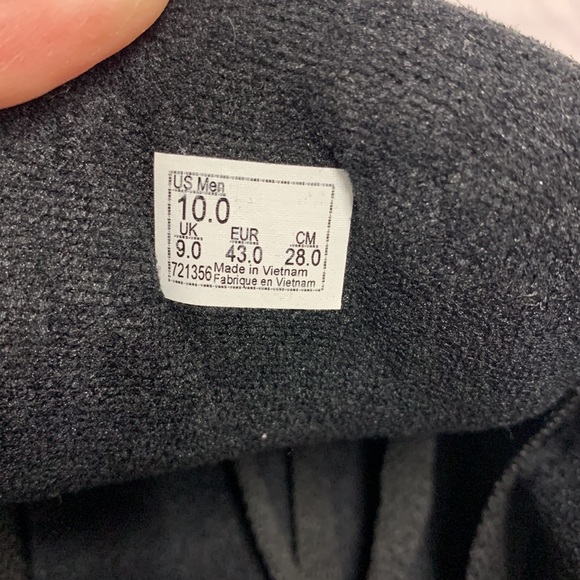 US Men
10.0
UK EUR CM
9.0 43.0 28.0
721356 Made in Vietnam
Fabrique en Vietnam